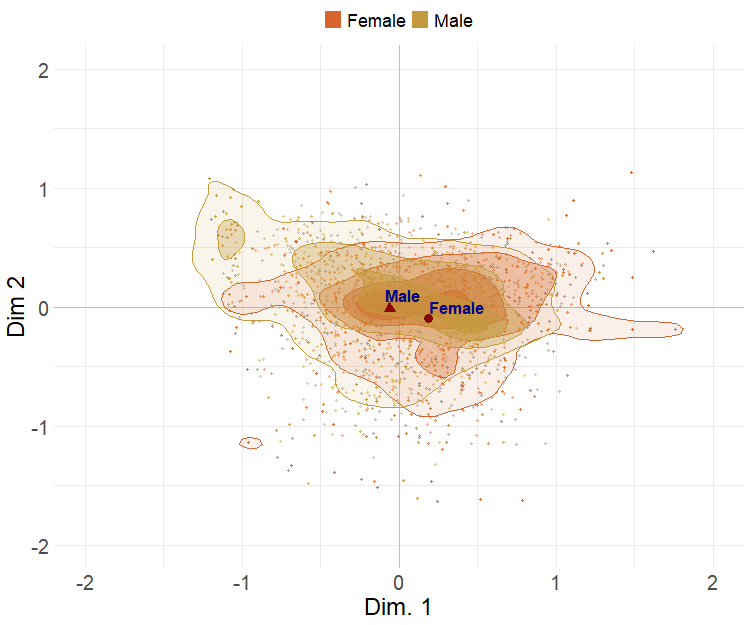 Female Male
2
1
0
-1
-2
Dim 2
Male
Female
-2 -1 0 1 2
Dim. 1